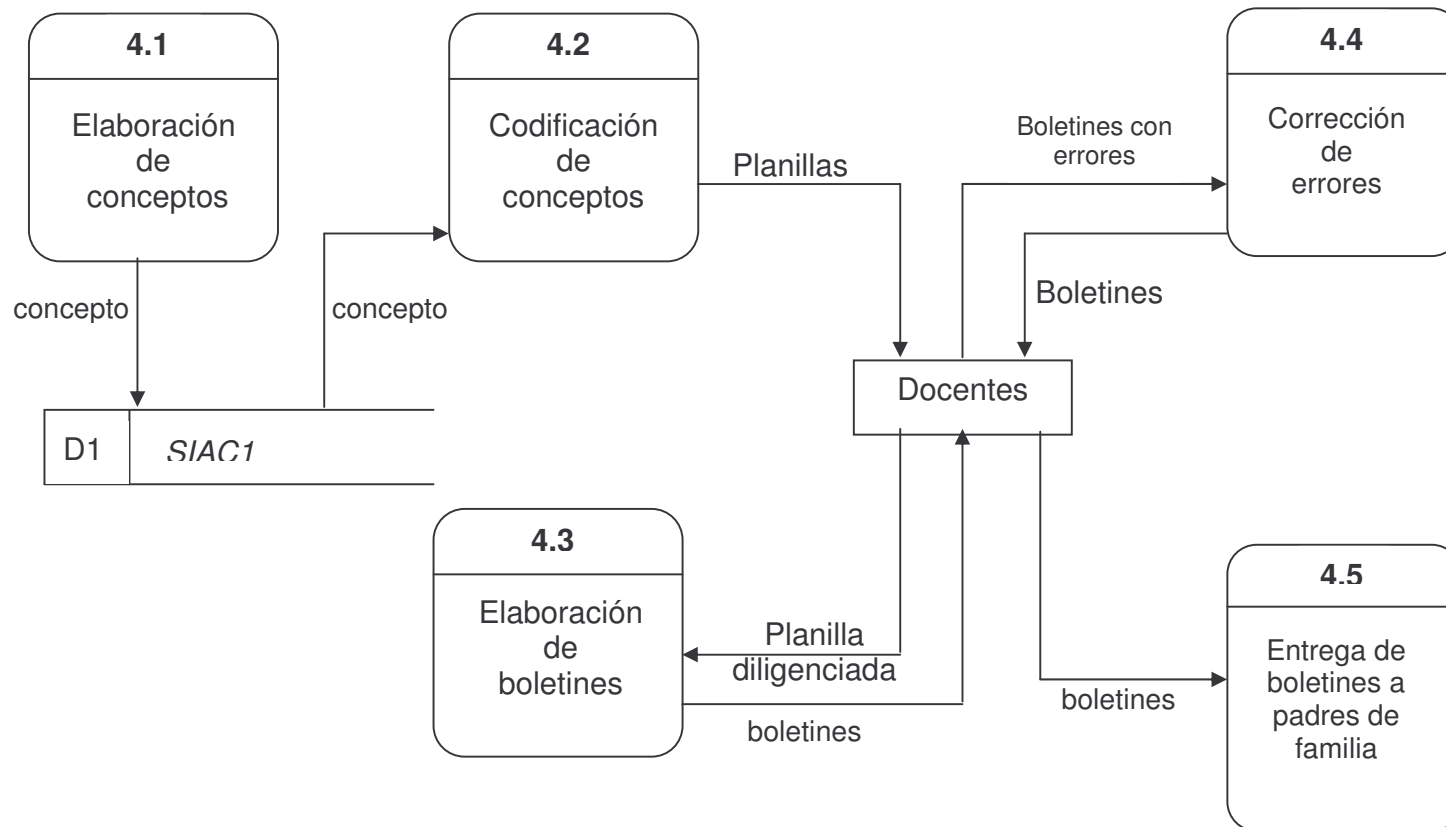 4.1
Elaboración
de
conceptos
4.2
Codificación
de
conceptos
4.4
Corrección
de
errores
Planillas
Boletines con
errores
Boletines
concepto
concepto
Docentes
D1
SIAC1
4.3
Elaboración
de
boletines
Planilla
diligenciada
boletines
boletines
4.5
Entrega de
boletines a
padres de
familia